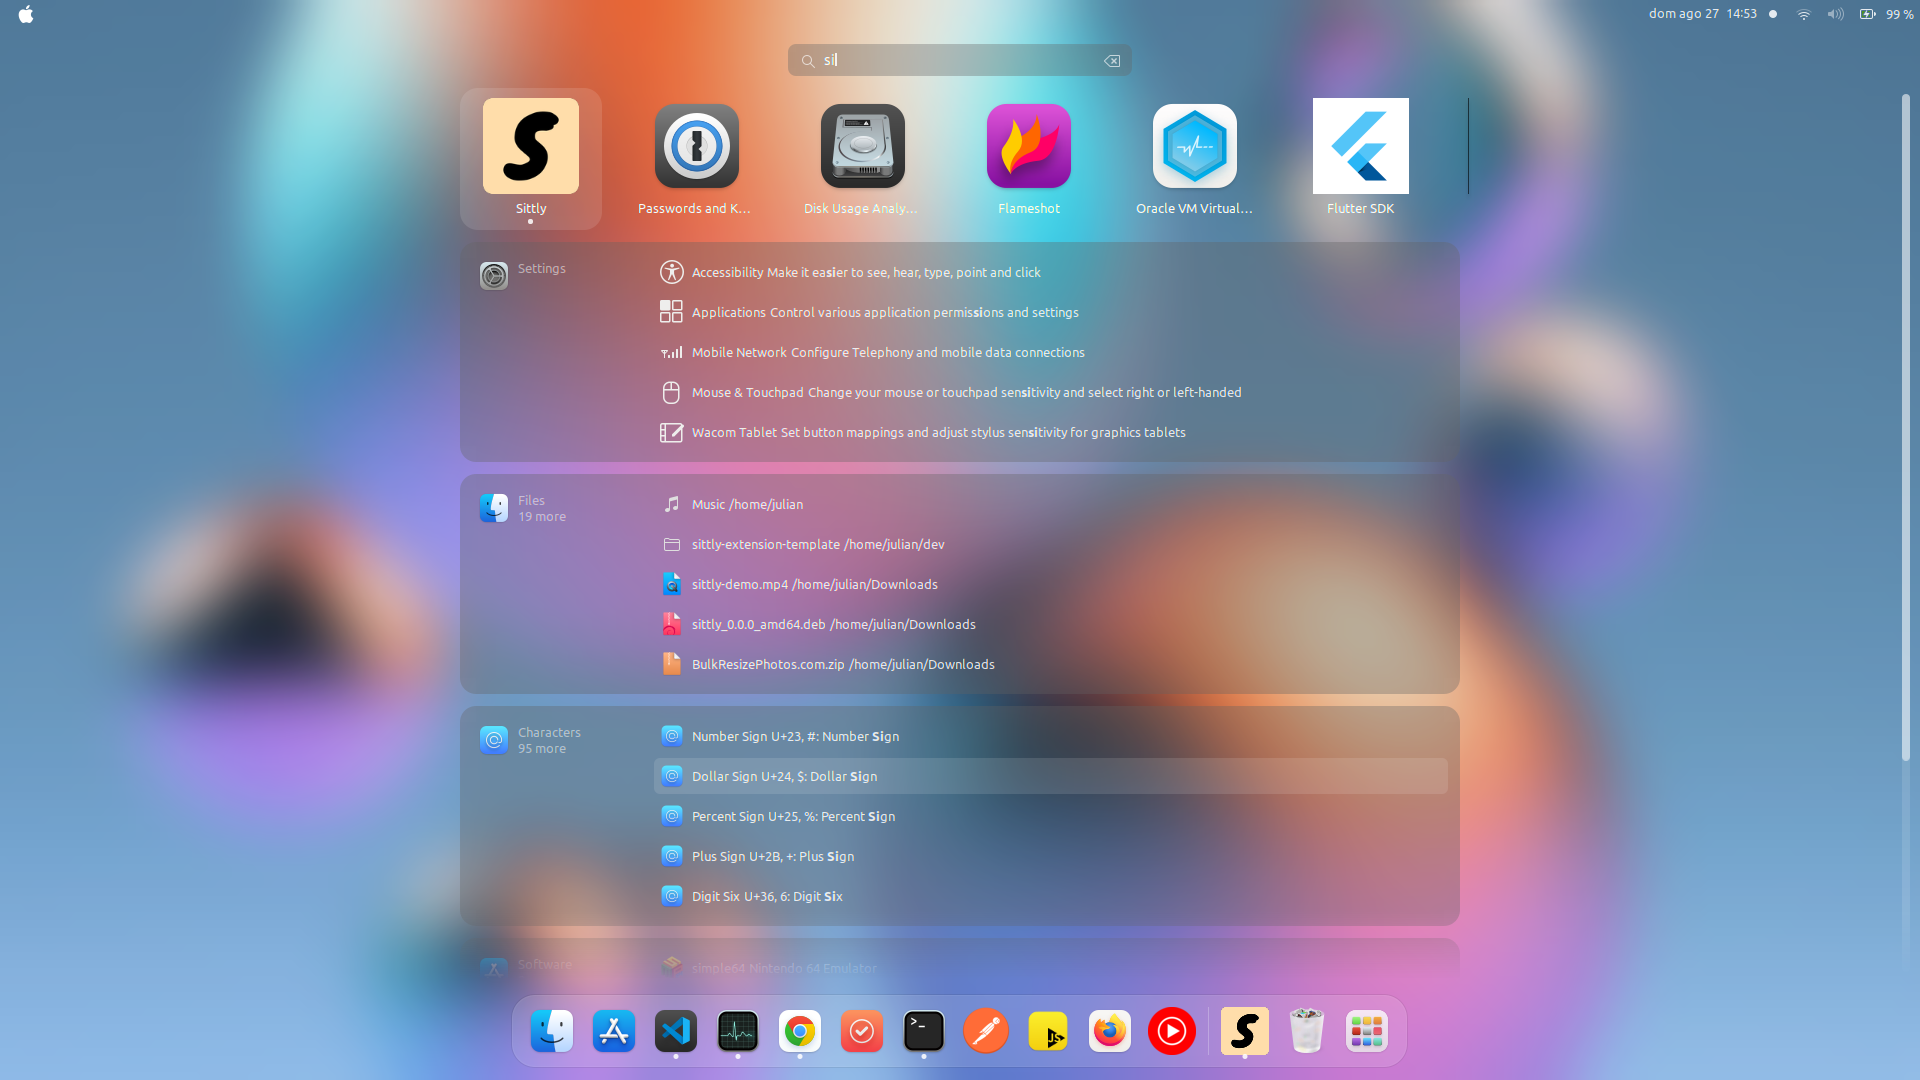 dom ago 27 14:53
99 %
si
Sittly
Passwords and K...
Disk Usage Analy...
Flameshot
Oracle VM Virtual...
Flutter SDK
Settings
Accessibility Make it easier to see, hear, type, point and click
Applications Control various application permissions and settings
Mobile Network Configure Telephony and mobile data connections
Mouse & Touchpad Change your mouse or touchpad sensitivity and select right or left-handed
Wacom Tablet Set button mappings and adjust stylus sensitivity for graphics tablets
Files
19 more
Music /home/julian
sittly-extension-template /home/julian/dev
sittly-demo.mp4 /home/julian/Downloads
sittly_0.0.0_amd64.deb /home/julian/Downloads
BulkResizePhotos.com.zip /home/julian/Downloads
Characters
95 more
Number Sign U+23, #: Number Sign
Dollar Sign U+24, $: Dollar Sign
Percent Sign U+25, %: Percent Sign
Plus Sign U+2B, +: Plus Sign
Digit Six U+36, 6: Digit Six
Software
simple64 Nintendo 64 Emulator
>_
JS